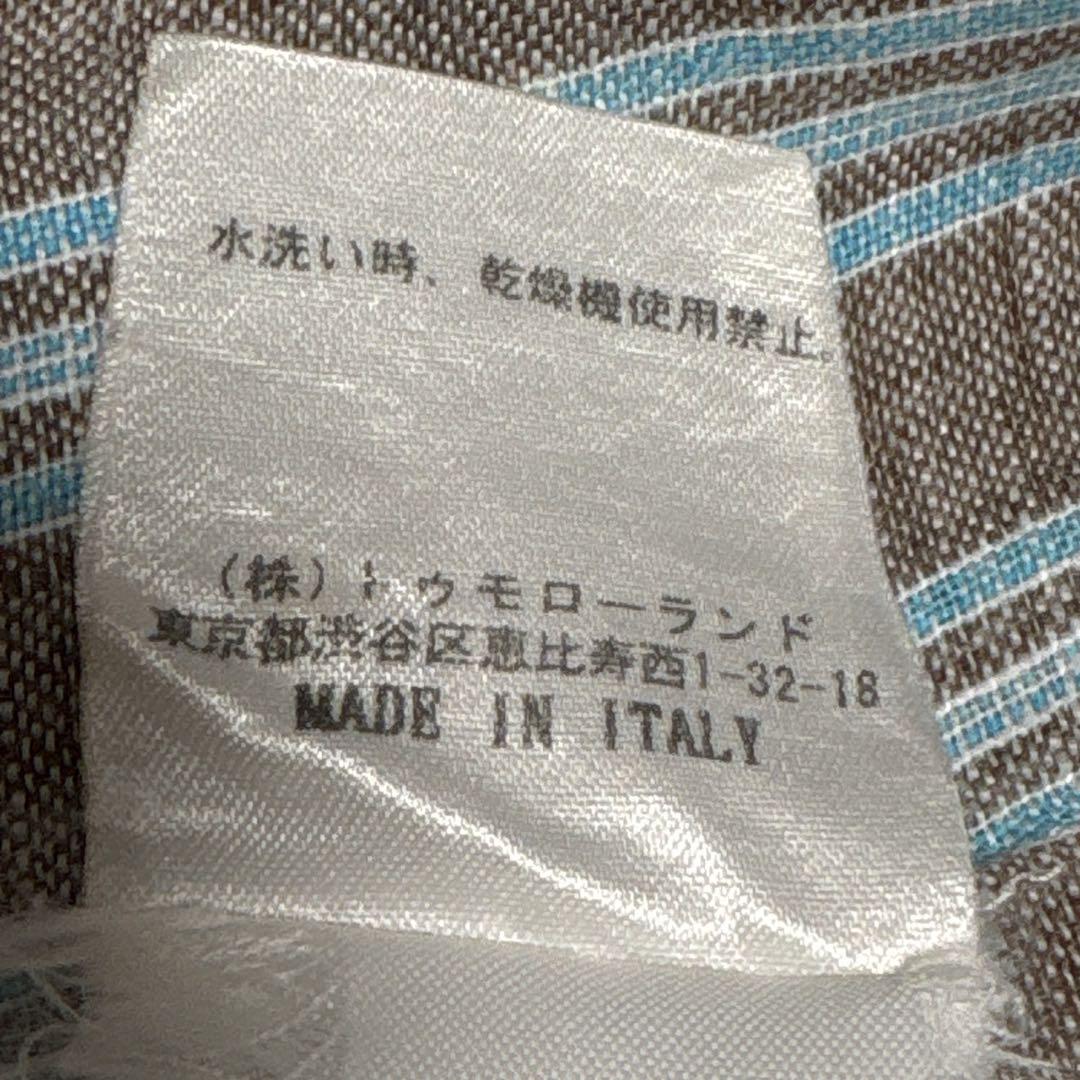 水洗い時、乾燥機使用禁止。
(株)トゥモローランド
東京都渋谷区恵比寿西1-32-18
MADE IN ITALY